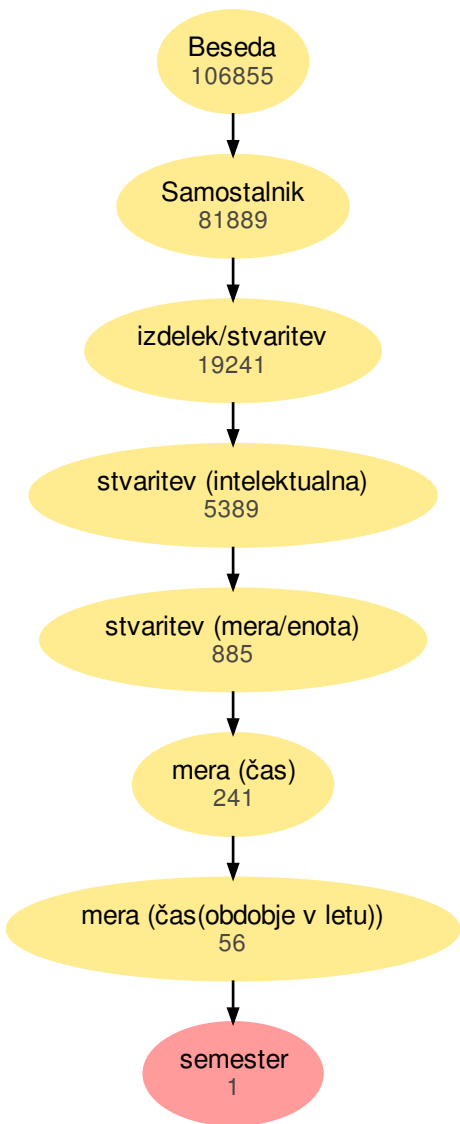 Beseda
106855
Samostalnik
81889
izdelek/stvaritev
19241
stvaritev (intelektualna)
5389
stvaritev (mera/enota)
885
mera (čas)
241
mera (čas(obdobje v letu))
56
semester
1